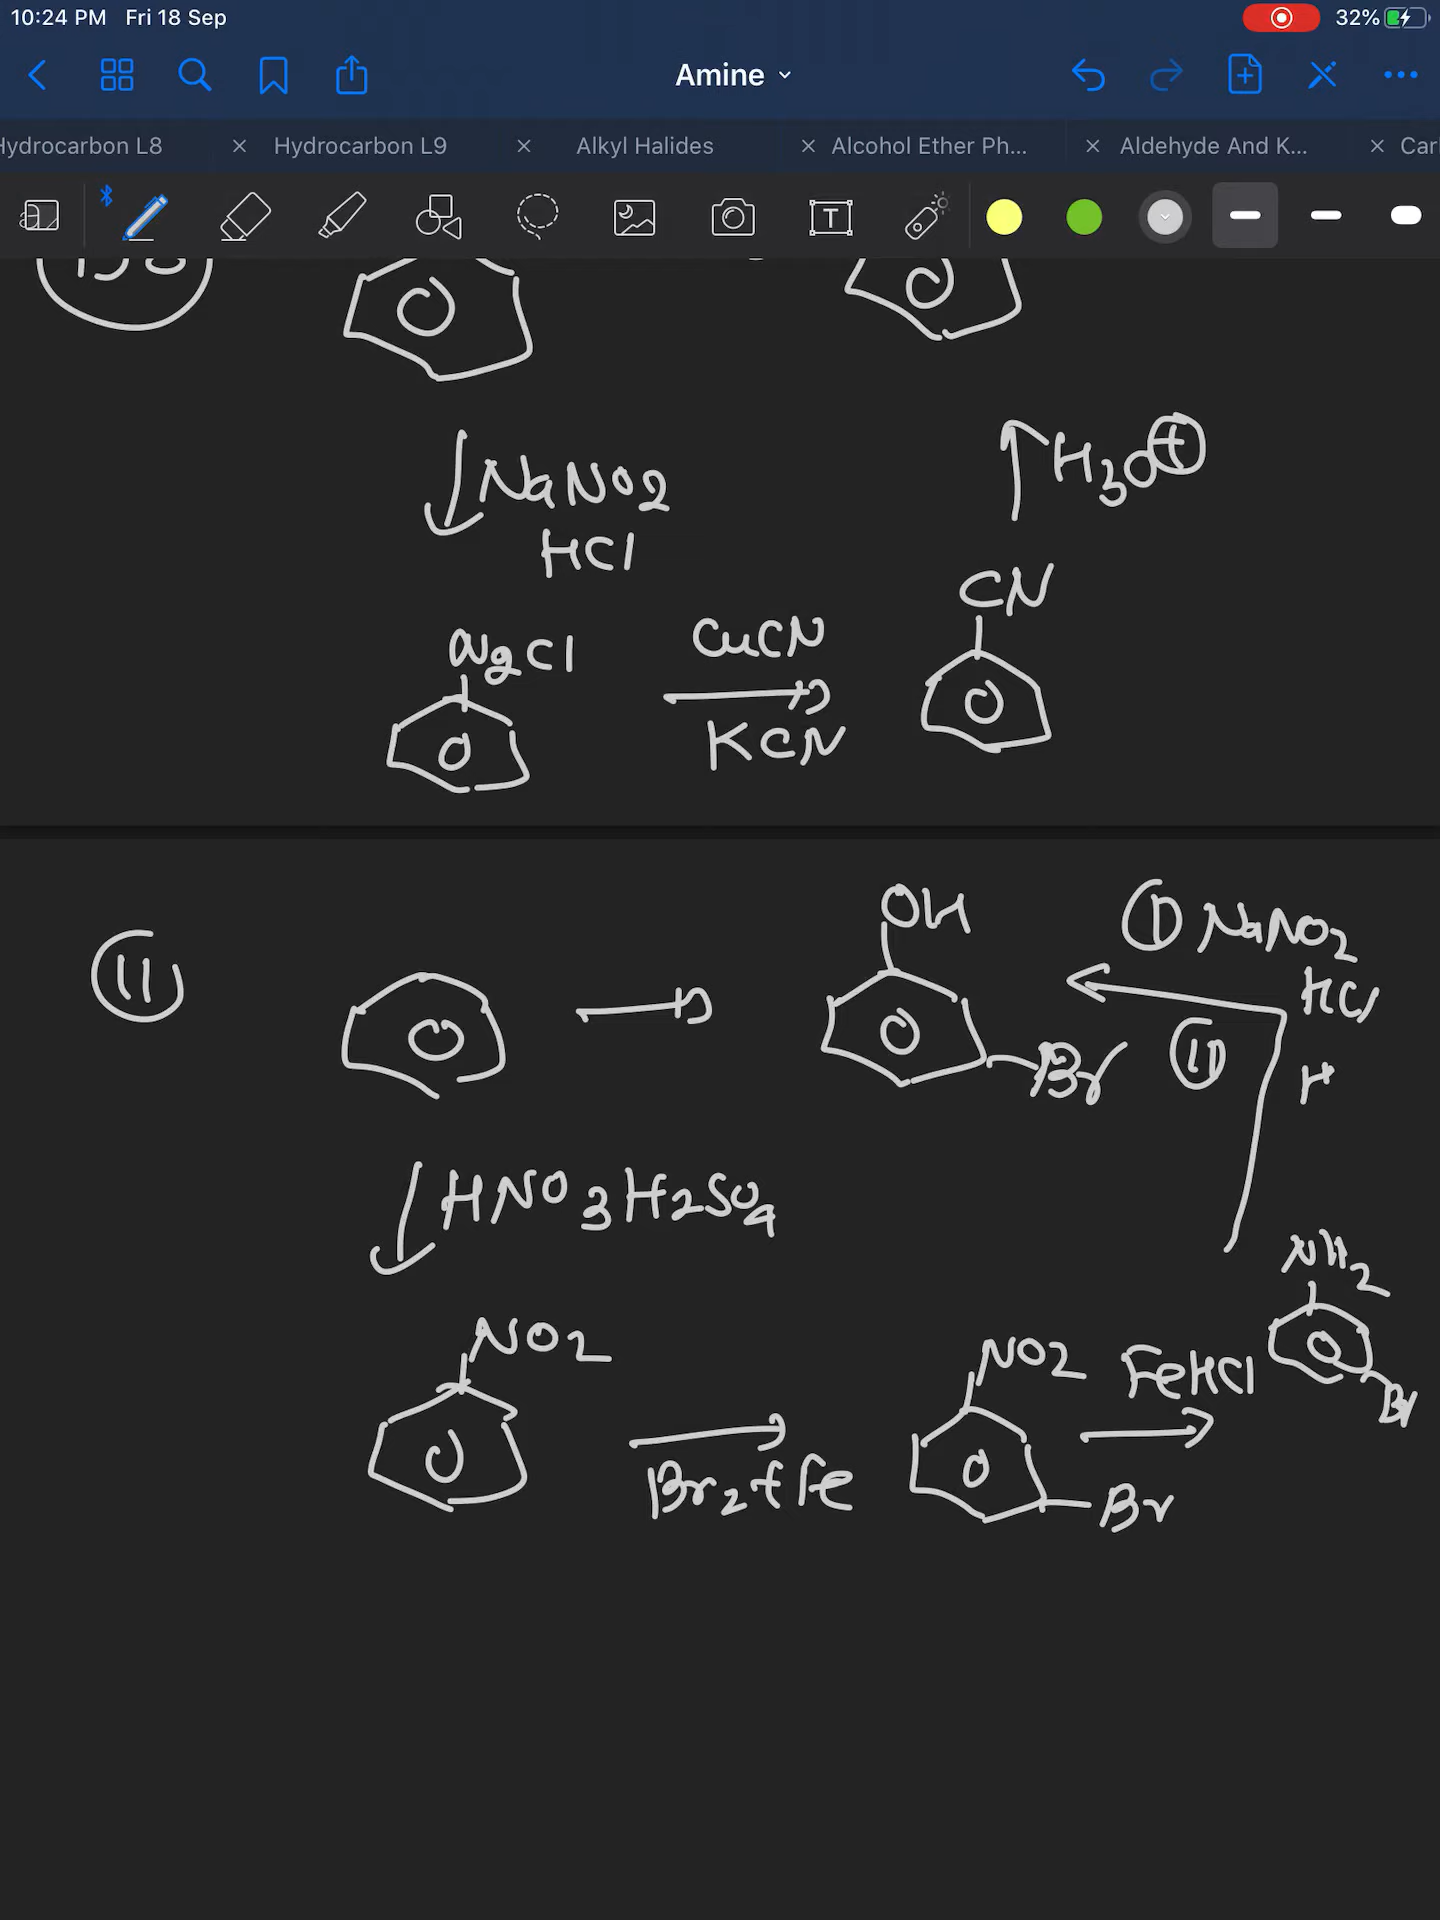 10:24 PM Fri 18 Sep
32%
Amine
Hydrocarbon L8
Hydrocarbon L9
Alkyl Halides
Alcohol Ether Ph...
Aldehyde And K...
Car
NaNO2
HCl
H3O+
CN
N2Cl
CuCN
KCN
11
OH
Br
① NaNO2
HCl
② H
HNO3 H2SO4
NO2
Br2 + Fe
NO2
Br
FeHCl
NH2
Br